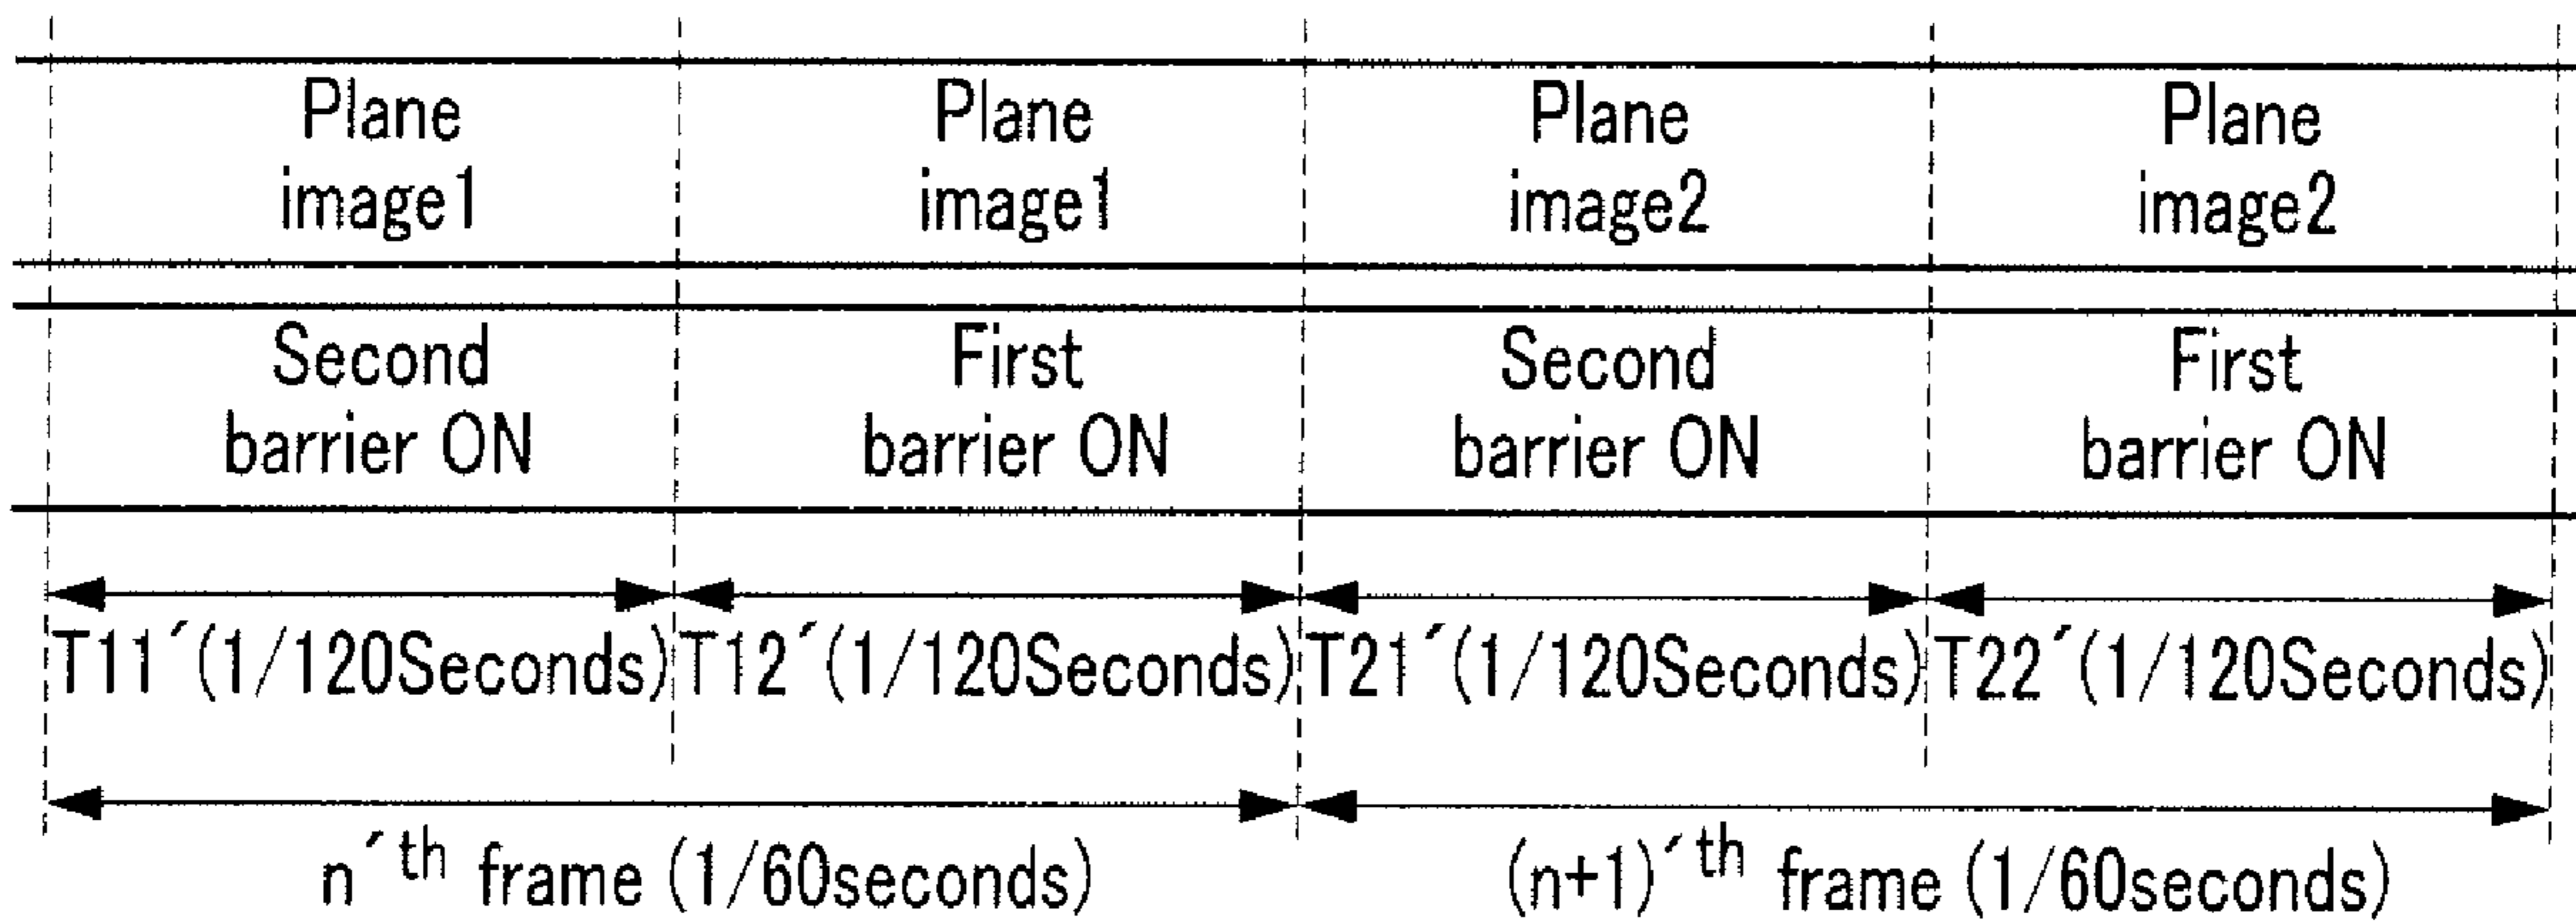 Plane
image1
Plane
image1
Plane
image2
Plane
image2
Second
barrier ON
First
barrier ON
Second
barrier ON
First
barrier ON
T11´(1/120Seconds)
T12´(1/120Seconds)
T21´(1/120Seconds)
T22´(1/120Seconds)
n´th frame (1/60seconds)
(n+1)´th frame (1/60seconds)